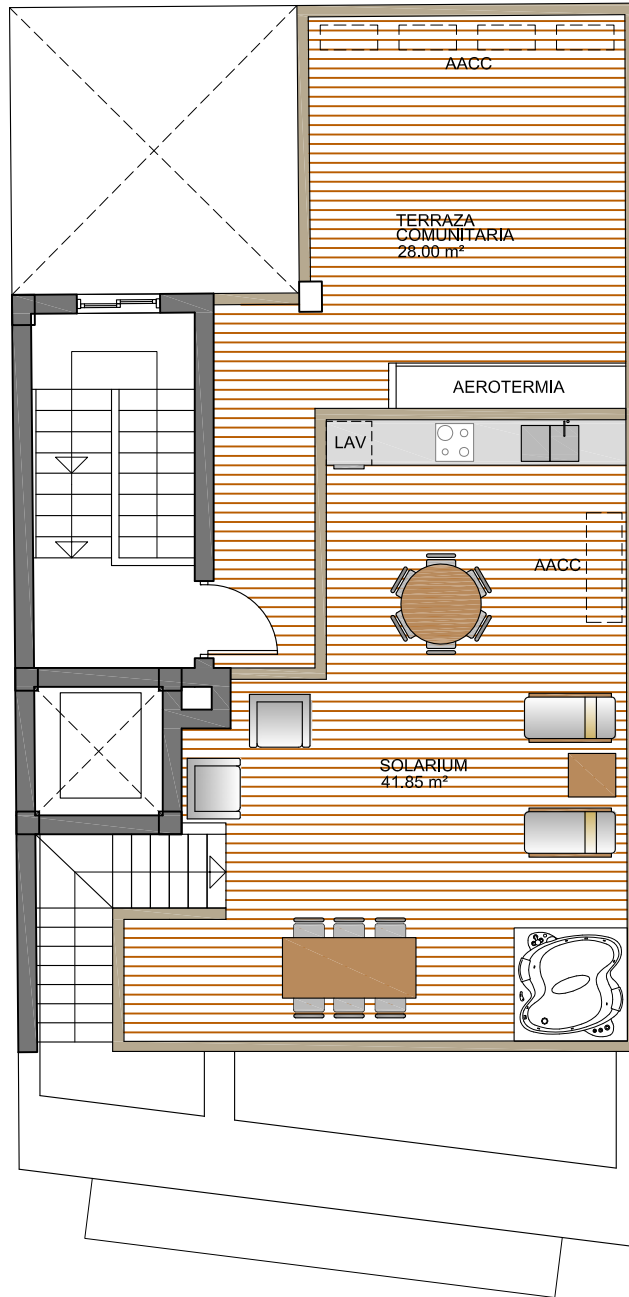 AACC
TERRAZA
COMUNITARIA
28.00 m²
AEROTERMIA
LAV
AACC
SOLARIUM
41.85 m²